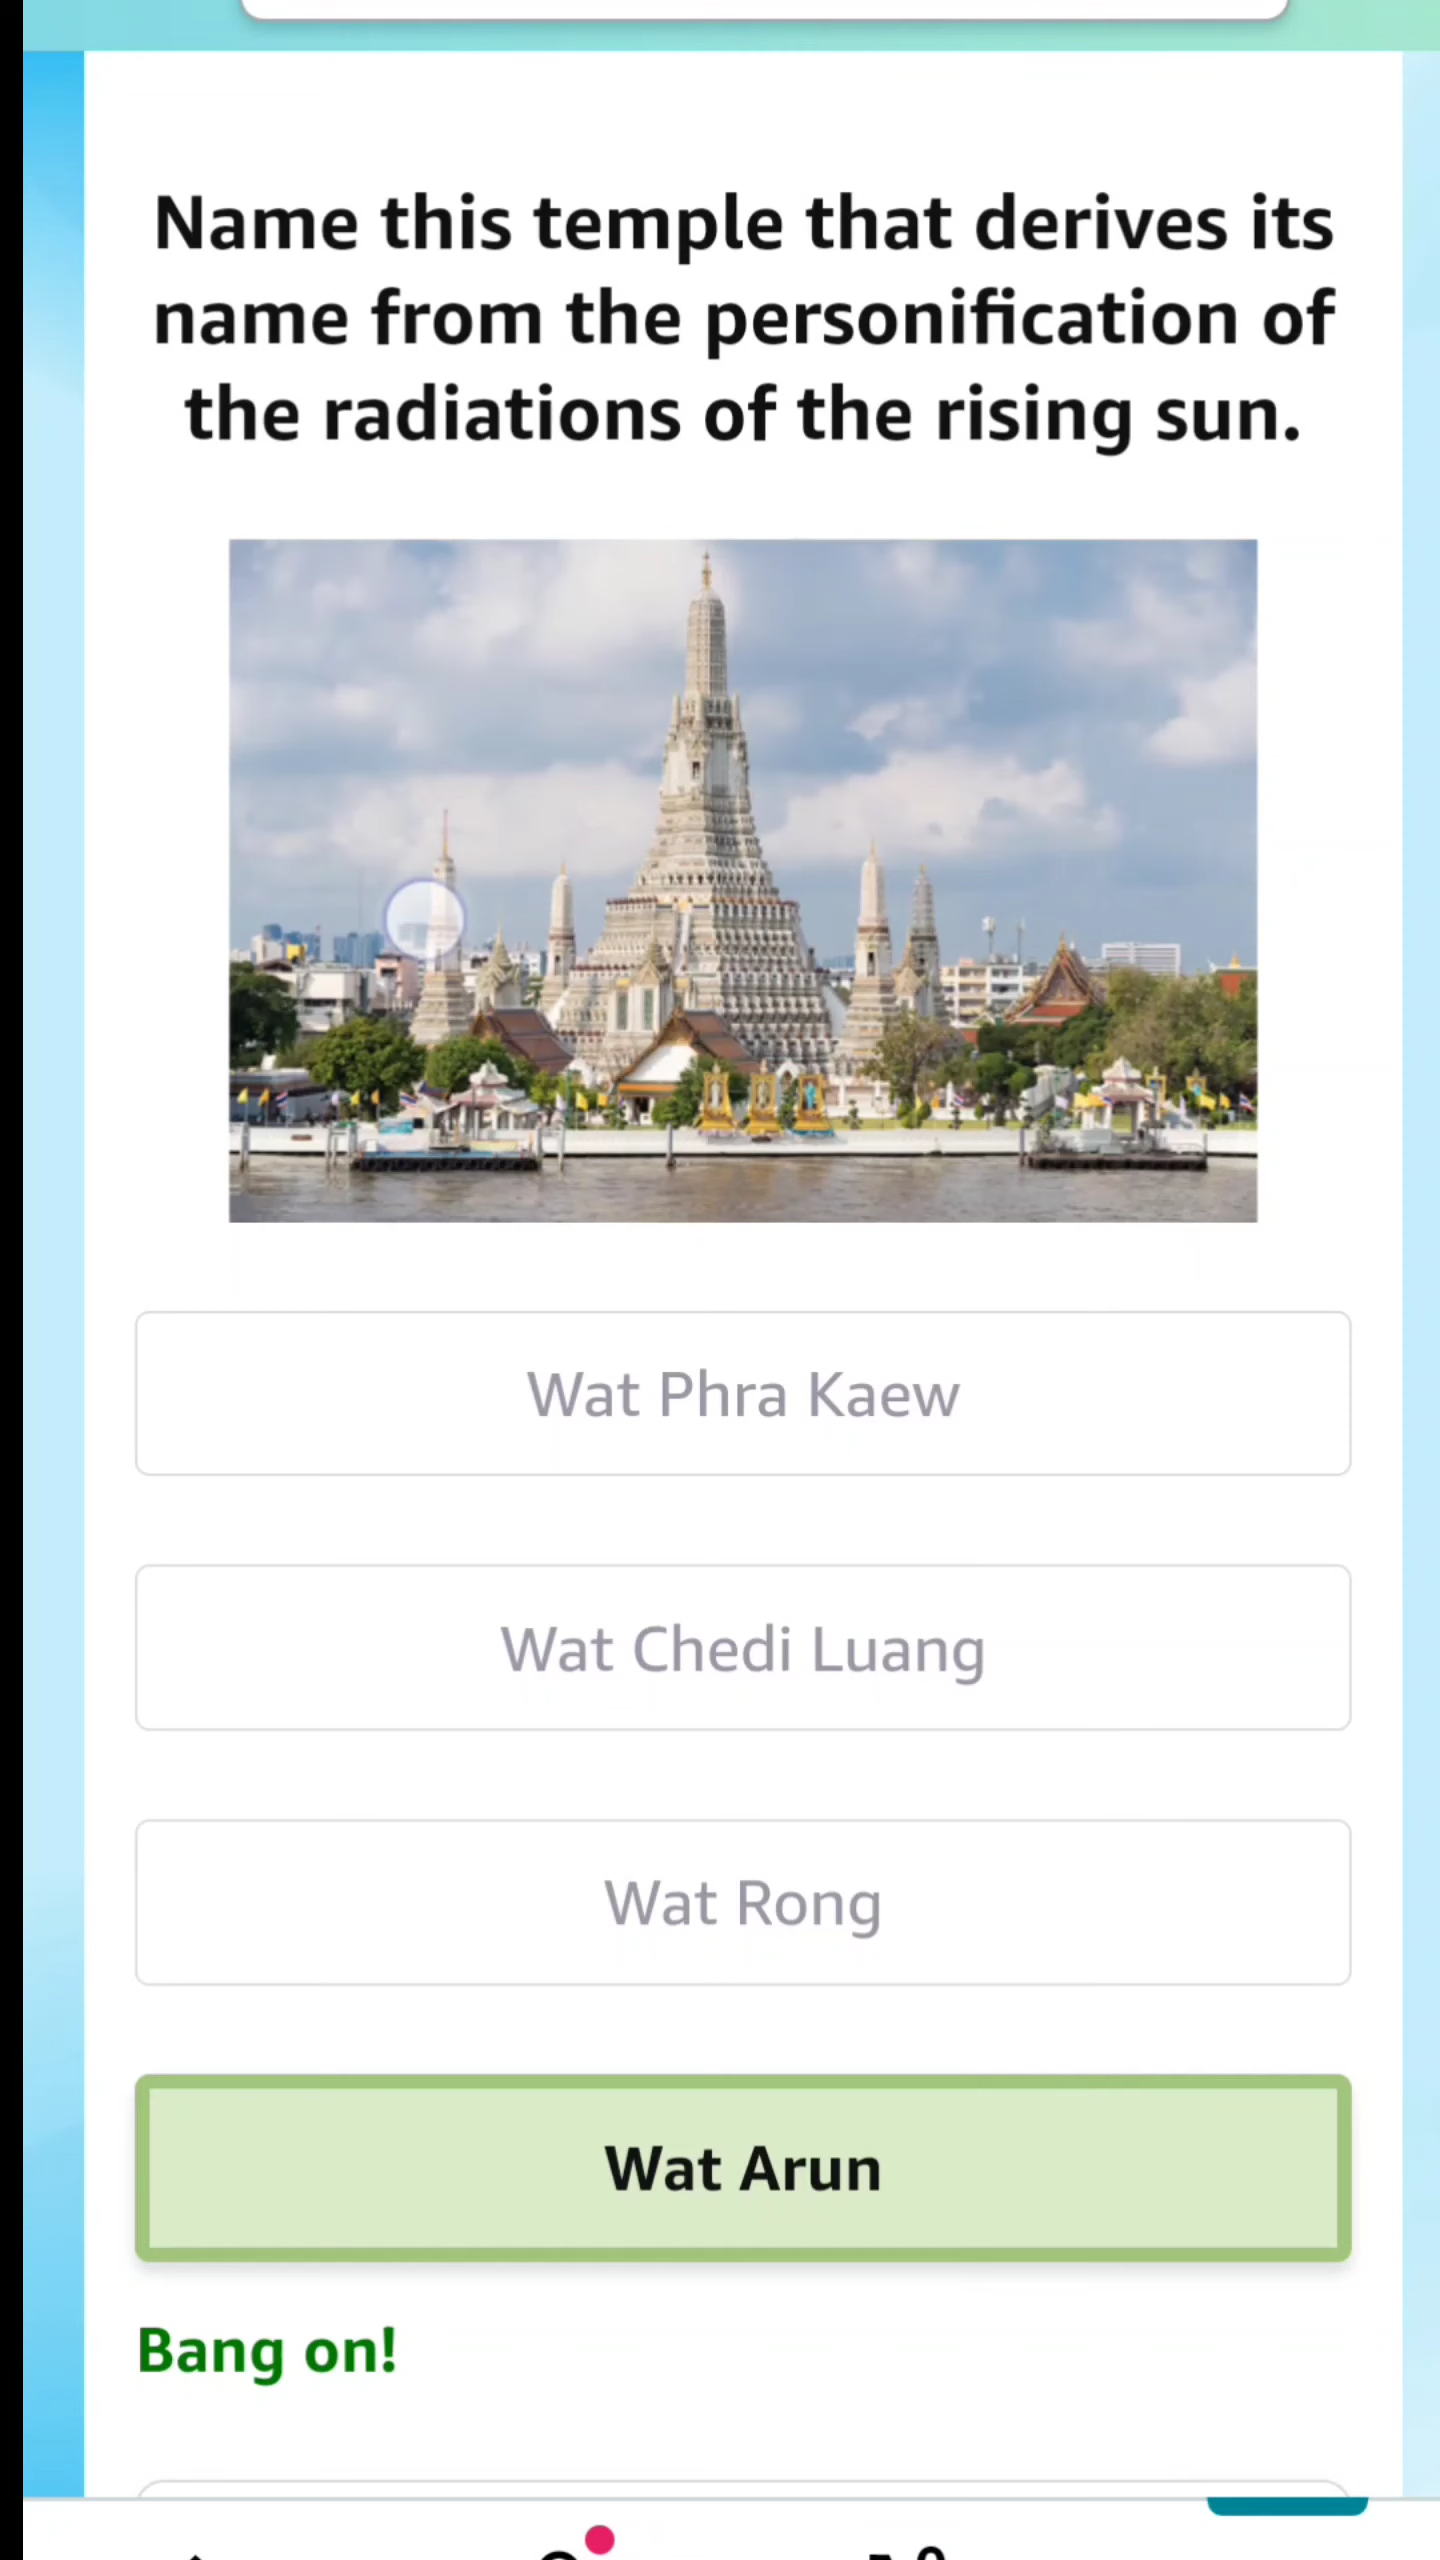 Name this temple that derives its
name from the personification of
the radiations of the rising sun.
Wat Phra Kaew
Wat Chedi Luang
Wat Rong
Wat Arun
Bang on!